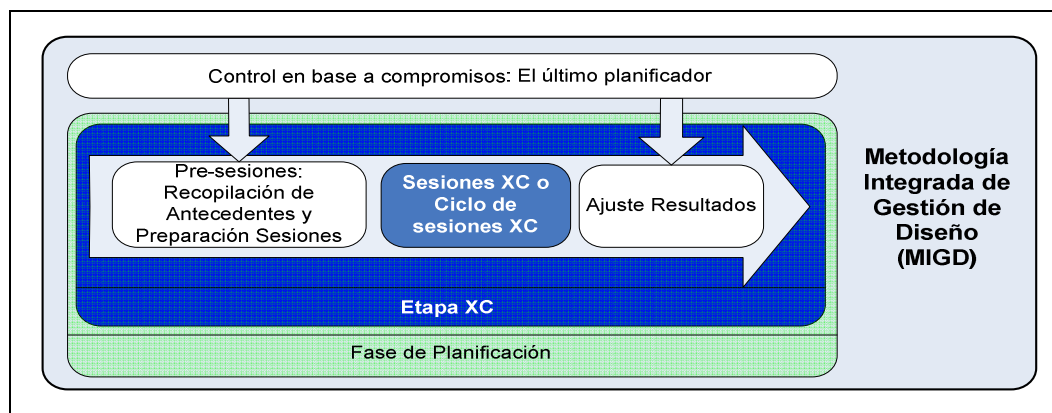 Control en base a compromisos: El último planificador
Pre-sesiones:
Recopilación de
Antecedentes y
Preparación Sesiones
Sesiones XC o
Ciclo de
sesiones XC
Ajuste Resultados
Etapa XC
Fase de Planificación
Metodología
Integrada de
Gestión de
Diseño
(MIGD)